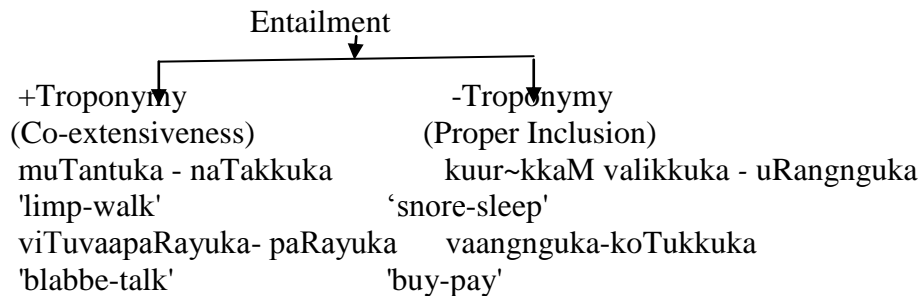 Entailment
+Troponymy -Troponymy
(Co-extensiveness) (Proper Inclusion)
muTantuka - naTakkuka kuur~kkaM valikkuka - uRangnguka
'limp-walk' ‘snore-sleep'
viTuvaapaRayuka- paRayuka vaangnguka-koTukkuka
'blabbe-talk' 'buy-pay'